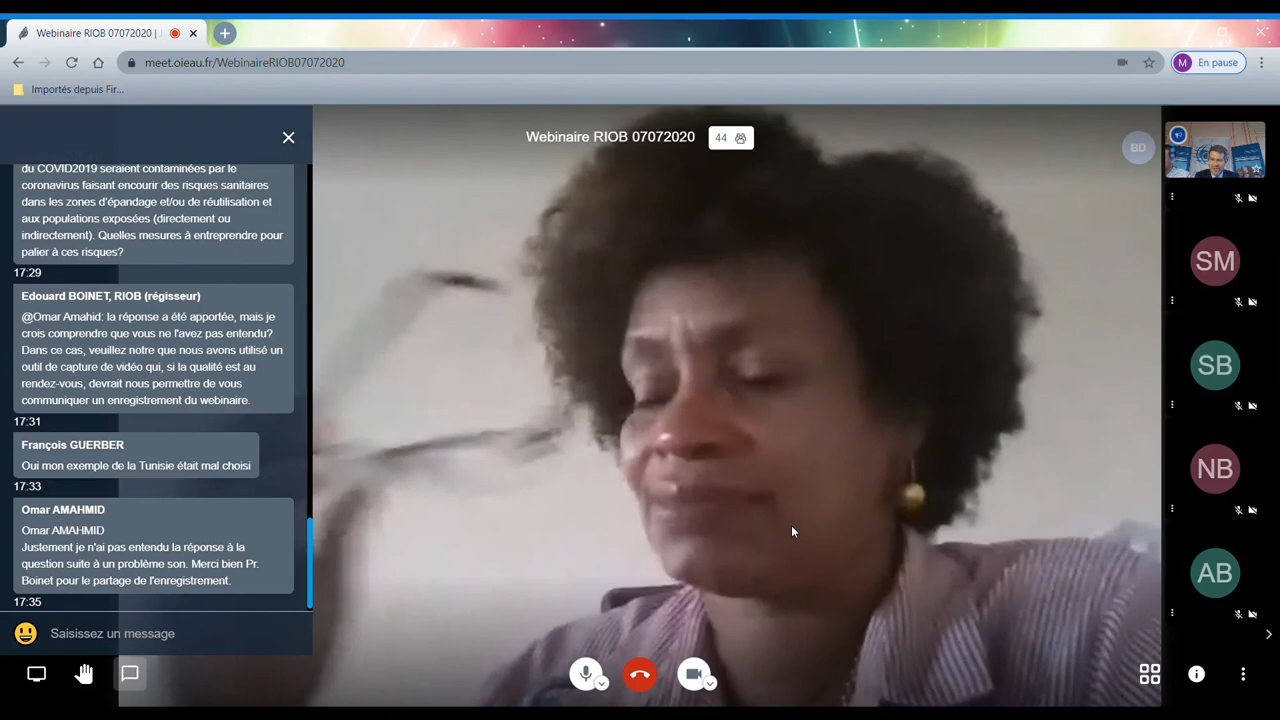 Webinaire RIOB 07072020 | J
meet.oieau.fr/WebinaireRIOB07072020
M
En pause
Importés depuis Fir...
du COVID2019 seraient contaminées par le
coronavirus faisant encourir des risques sanitaires
dans les zones d'épandage et/ou de réutilisation et
aux populations exposées (directement ou
indirectement). Quelles mesures à entreprendre pour
palier à ces risques?
17:29
Edouard BOINET, RIOB (régisseur)
@Omar Amahid: la réponse a été apportée, mais je
crois comprendre que vous ne l'avez pas entendu?
Dans ce cas, veuillez notre que nous avons utilisé un
outil de capture de vidéo qui, si la qualité est au
rendez-vous, devrait nous permettre de vous
communiquer un enregistrement du webinaire.
17:31
François GUERBER
Oui mon exemple de la Tunisie était mal choisi
17:33
Omar AMAHMID
Omar AMAHMID
Justement je n'ai pas entendu la réponse à la
question suite à un problème son. Merci bien Pr.
Boinet pour le partage de l'enregistrement.
17:35
Saisissez un message
Webinaire RIOB 07072020
44
BD
SM
SB
NB
AB